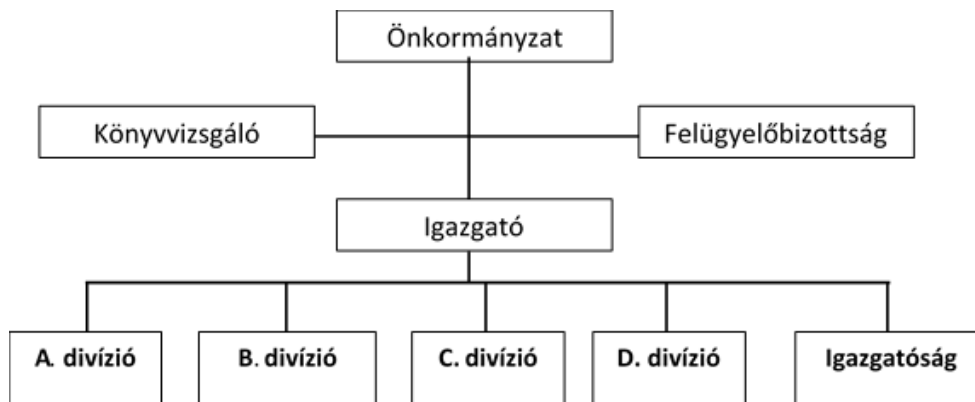 Önkormányzat
Könyvvizsgáló
Felügyelőbizottság
Igazgató
A. divízió
B. divízió
C. divízió
D. divízió
Igazgatóság